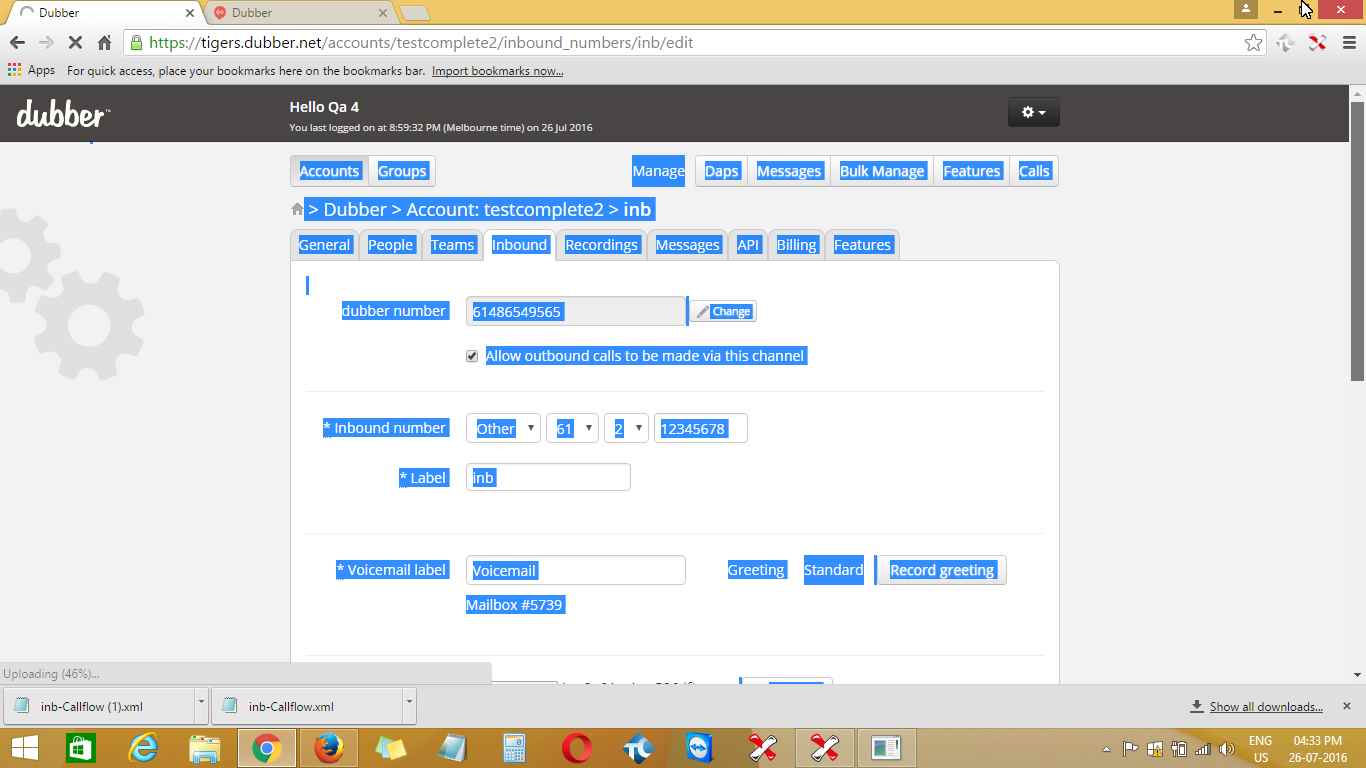 Dubber
Dubber
https://tigers.dubber.net/accounts/testcomplete2/inbound_numbers/inb/edit
Apps For quick access, place your bookmarks here on the bookmarks bar. Import bookmarks now...
dubber™
Hello Qa 4
You last logged on at 8:59:32 PM (Melbourne time) on 26 Jul 2016
Accounts Groups Manage Daps Messages Bulk Manage Features Calls
> Dubber > Account: testcomplete2 > inb
General People Teams Inbound Recordings Messages API Billing Features
dubber number 61486549565 Change
Allow outbound calls to be made via this channel
* Inbound number Other 61 2 12345678
* Label inb
* Voicemail label Voicemail Greeting Standard Record greeting
Mailbox #5739
Uploading (46%)...
inb-Callflow (1).xml inb-Callflow.xml Show all downloads...
ENG 04:33 PM
US 26-07-2016